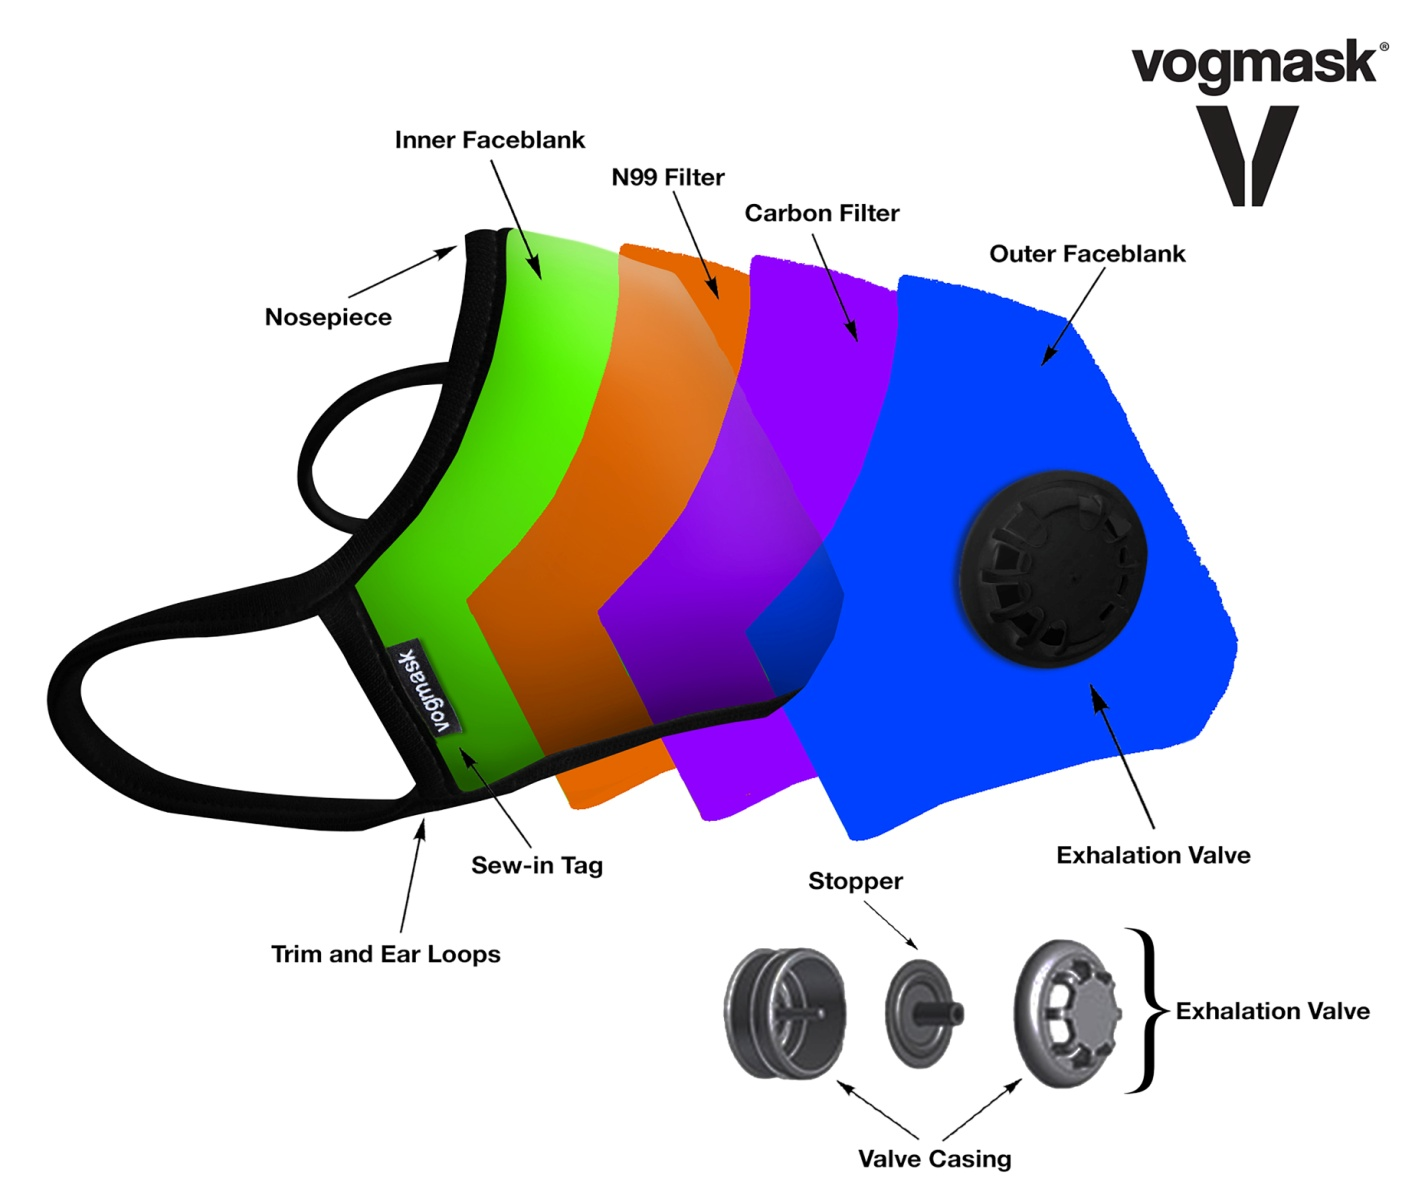 vogmask®
Inner Faceblank
N99 Filter
Carbon Filter
Outer Faceblank
Nosepiece
vogmask
Exhalation Valve
Sew-in Tag
Stopper
Trim and Ear Loops
Exhalation Valve
Valve Casing